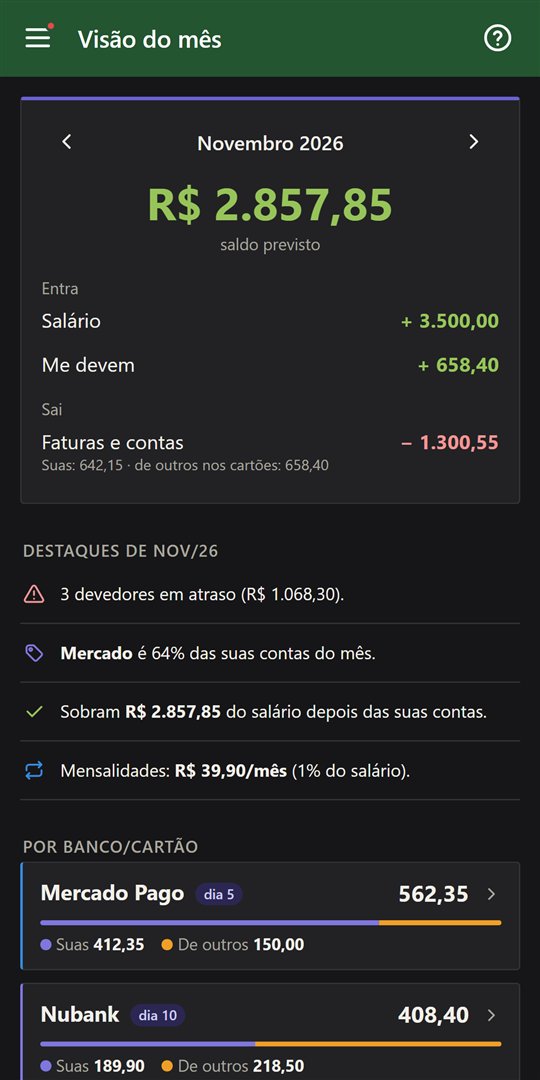 Visão do mês
Novembro 2026
R$ 2.857,85
saldo previsto
Entra
Salário + 3.500,00
Me devem + 658,40
Sai
Faturas e contas − 1.300,55
Suas: 642,15 · de outros nos cartões: 658,40
DESTAQUES DE NOV/26
3 devedores em atraso (R$ 1.068,30).
Mercado é 64% das suas contas do mês.
Sobram R$ 2.857,85 do salário depois das suas contas.
Mensalidades: R$ 39,90/mês (1% do salário).
POR BANCO/CARTÃO
Mercado Pago dia 5 562,35
Suas 412,35 De outros 150,00
Nubank dia 10 408,40
Suas 189,90 De outros 218,50